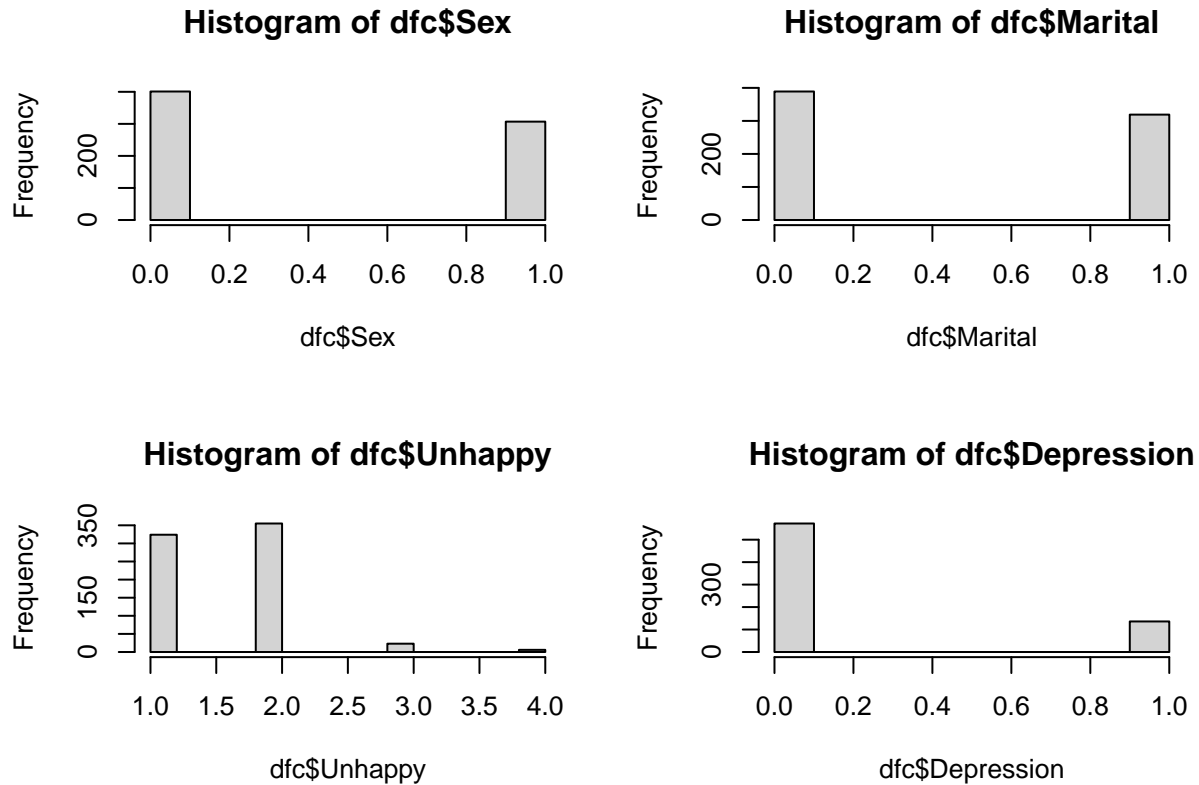 Histogram of dfc$Sex
Frequency
200
0
0.0 0.2 0.4 0.6 0.8 1.0
dfc$Sex
Histogram of dfc$Marital
Frequency
200
0
0.0 0.2 0.4 0.6 0.8 1.0
dfc$Marital
Histogram of dfc$Unhappy
Frequency
350
150
0
1.0 1.5 2.0 2.5 3.0 3.5 4.0
dfc$Unhappy
Histogram of dfc$Depression
Frequency
300
0
0.0 0.2 0.4 0.6 0.8 1.0
dfc$Depression